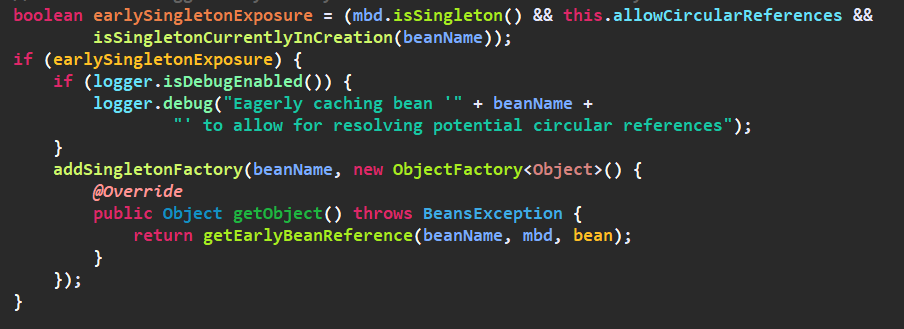 boolean earlySingletonExposure = (mbd.isSingleton() && this.allowCircularReferences &&
        isSingletonCurrentlyInCreation(beanName));
if (earlySingletonExposure) {
    if (logger.isDebugEnabled()) {
        logger.debug("Eagerly caching bean '" + beanName +
                "' to allow for resolving potential circular references");
    }
    addSingletonFactory(beanName, new ObjectFactory<Object>() {
        @Override
        public Object getObject() throws BeansException {
            return getEarlyBeanReference(beanName, mbd, bean);
        }
    });
}